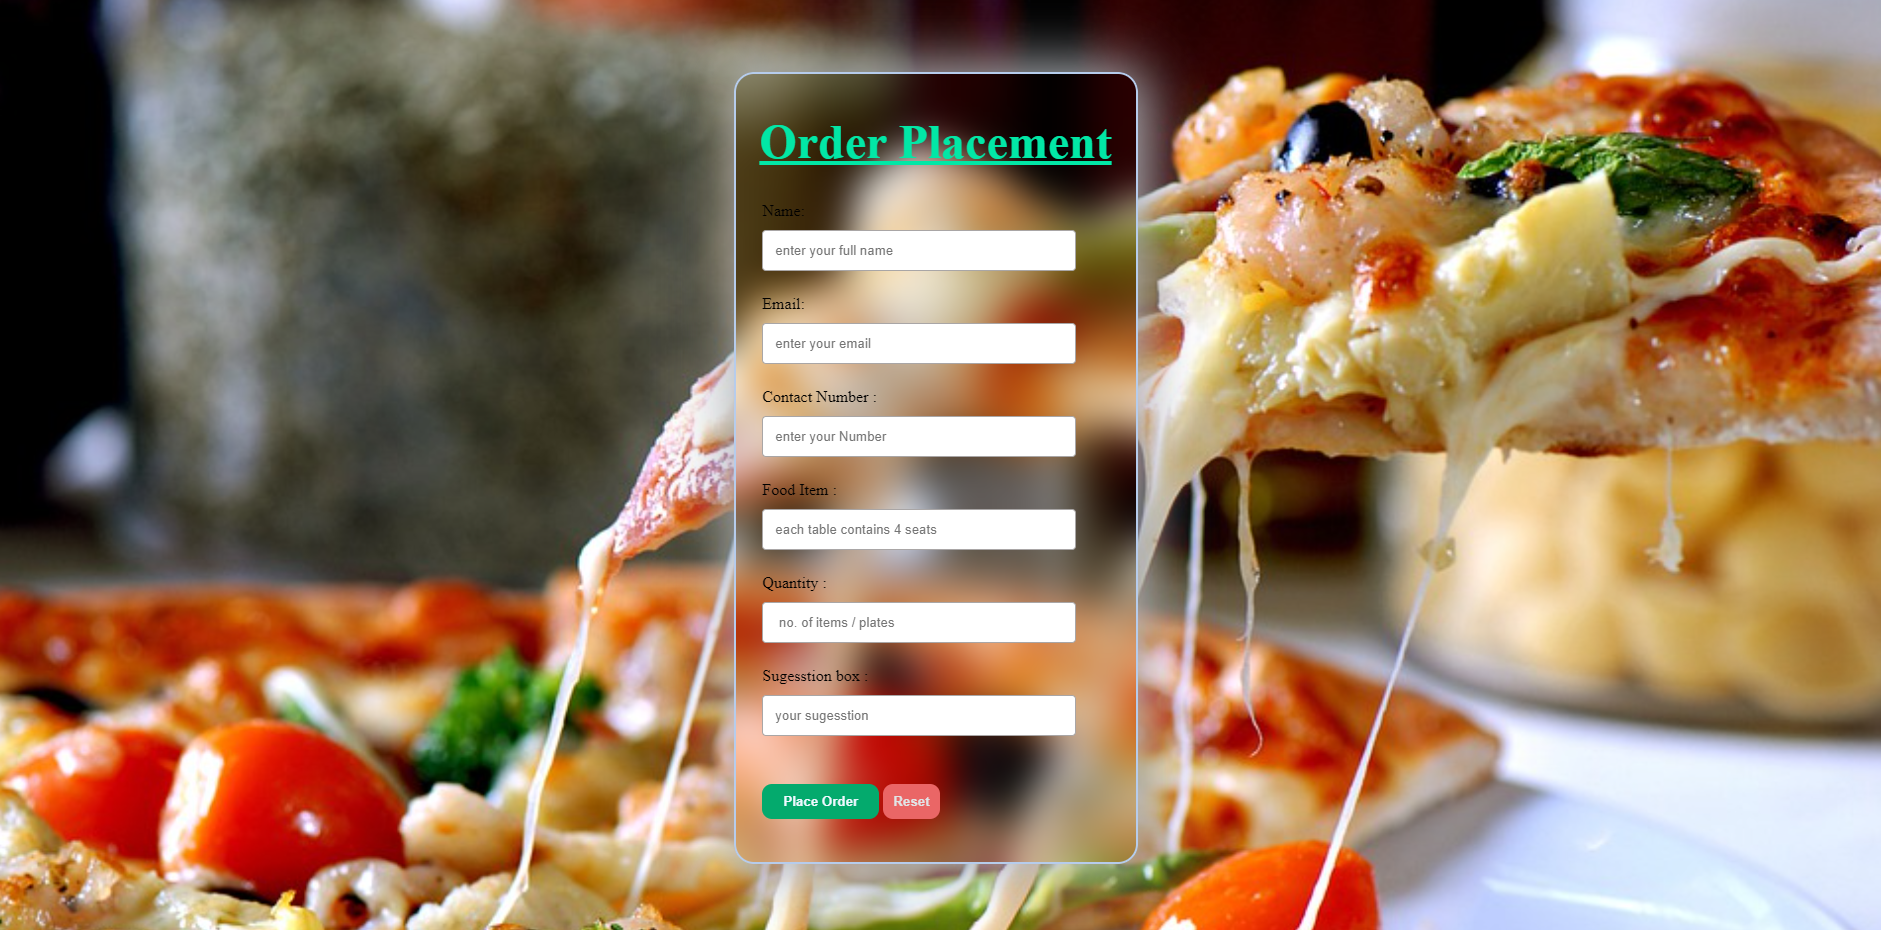 Order Placement
Name:
enter your full name
Email:
enter your email
Contact Number :
enter your Number
Food Item :
each table contains 4 seats
Quantity :
no. of items / plates
Sugesstion box :
your sugesstion
Place Order Reset